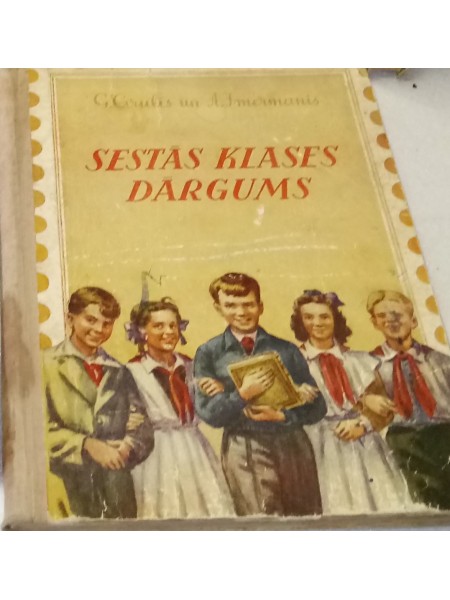 G. Cīrulis un A. Imermanis
SESTĀS KLASES
DĀRGUMS